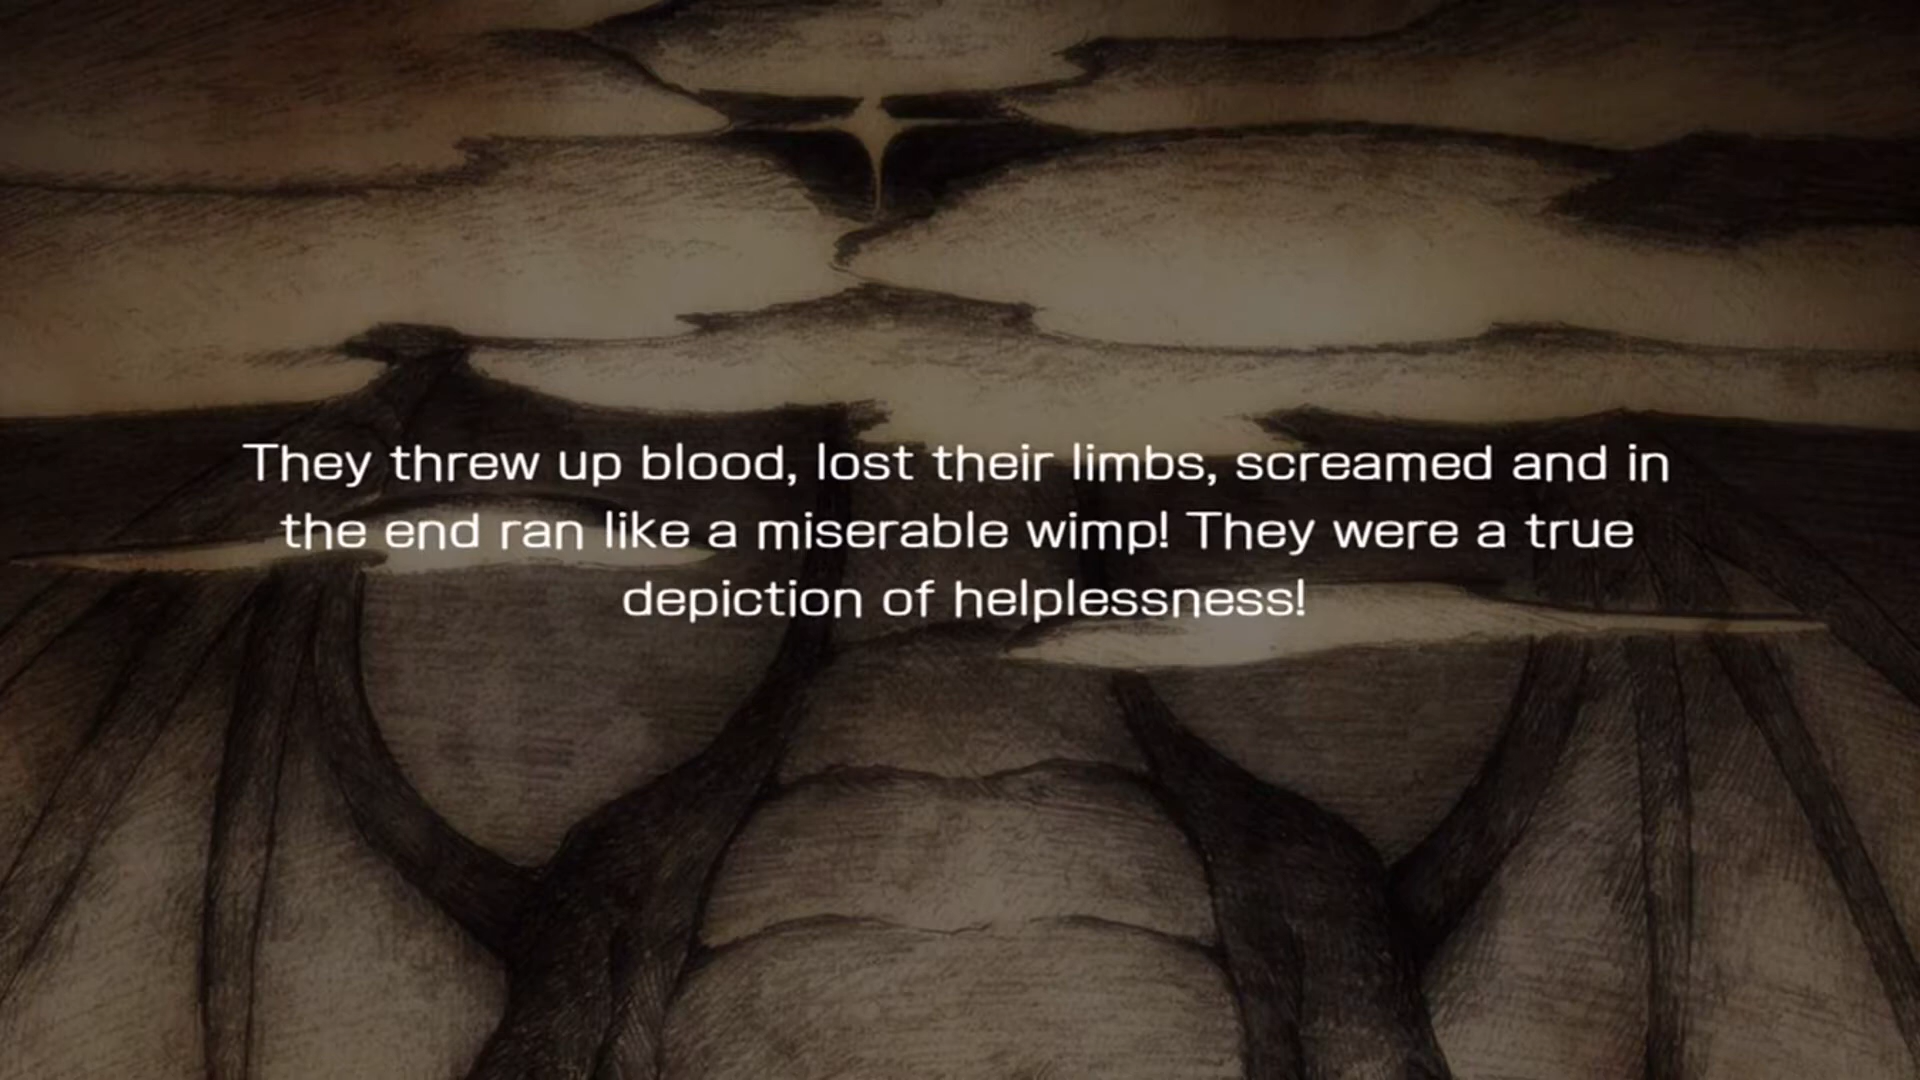 They threw up blood, lost their limbs, screamed and in
the end ran like a miserable wimp! They were a true
depiction of helplessness!